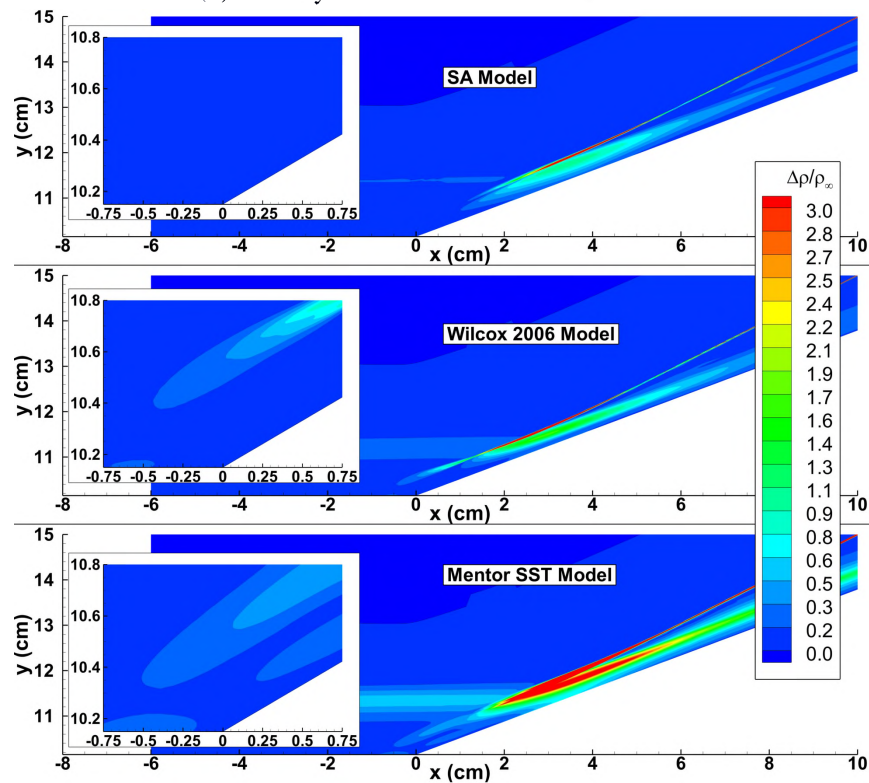 15
10.8
14
SA Model
y (cm)
13
10.6
12
10.4
11
10.2
-0.75 -0.5 -0.25 0 0.25 0.5 0.75
-8 -6 -4 -2 0 2 4 6 10
x (cm)
Δρ/ρ∞
3.0
2.8
2.7
2.5
2.4
2.2
2.1
1.9
1.7
1.6
1.4
1.3
1.1
0.9
0.8
0.6
0.5
0.3
0.2
0.0
15
10.8
14
Wilcox 2006 Model
y (cm)
13
10.6
12
10.4
11
10.2
-0.75 -0.5 -0.25 0 0.25 0.5 0.75
-8 -6 -4 -2 0 2 4 6 10
x (cm)
15
10.8
14
Mentor SST Model
y (cm)
13
10.6
12
10.4
11
10.2
-0.75 -0.5 -0.25 0 0.25 0.5 0.75
-8 -6 -4 -2 0 2 4 6 8 10
x (cm)